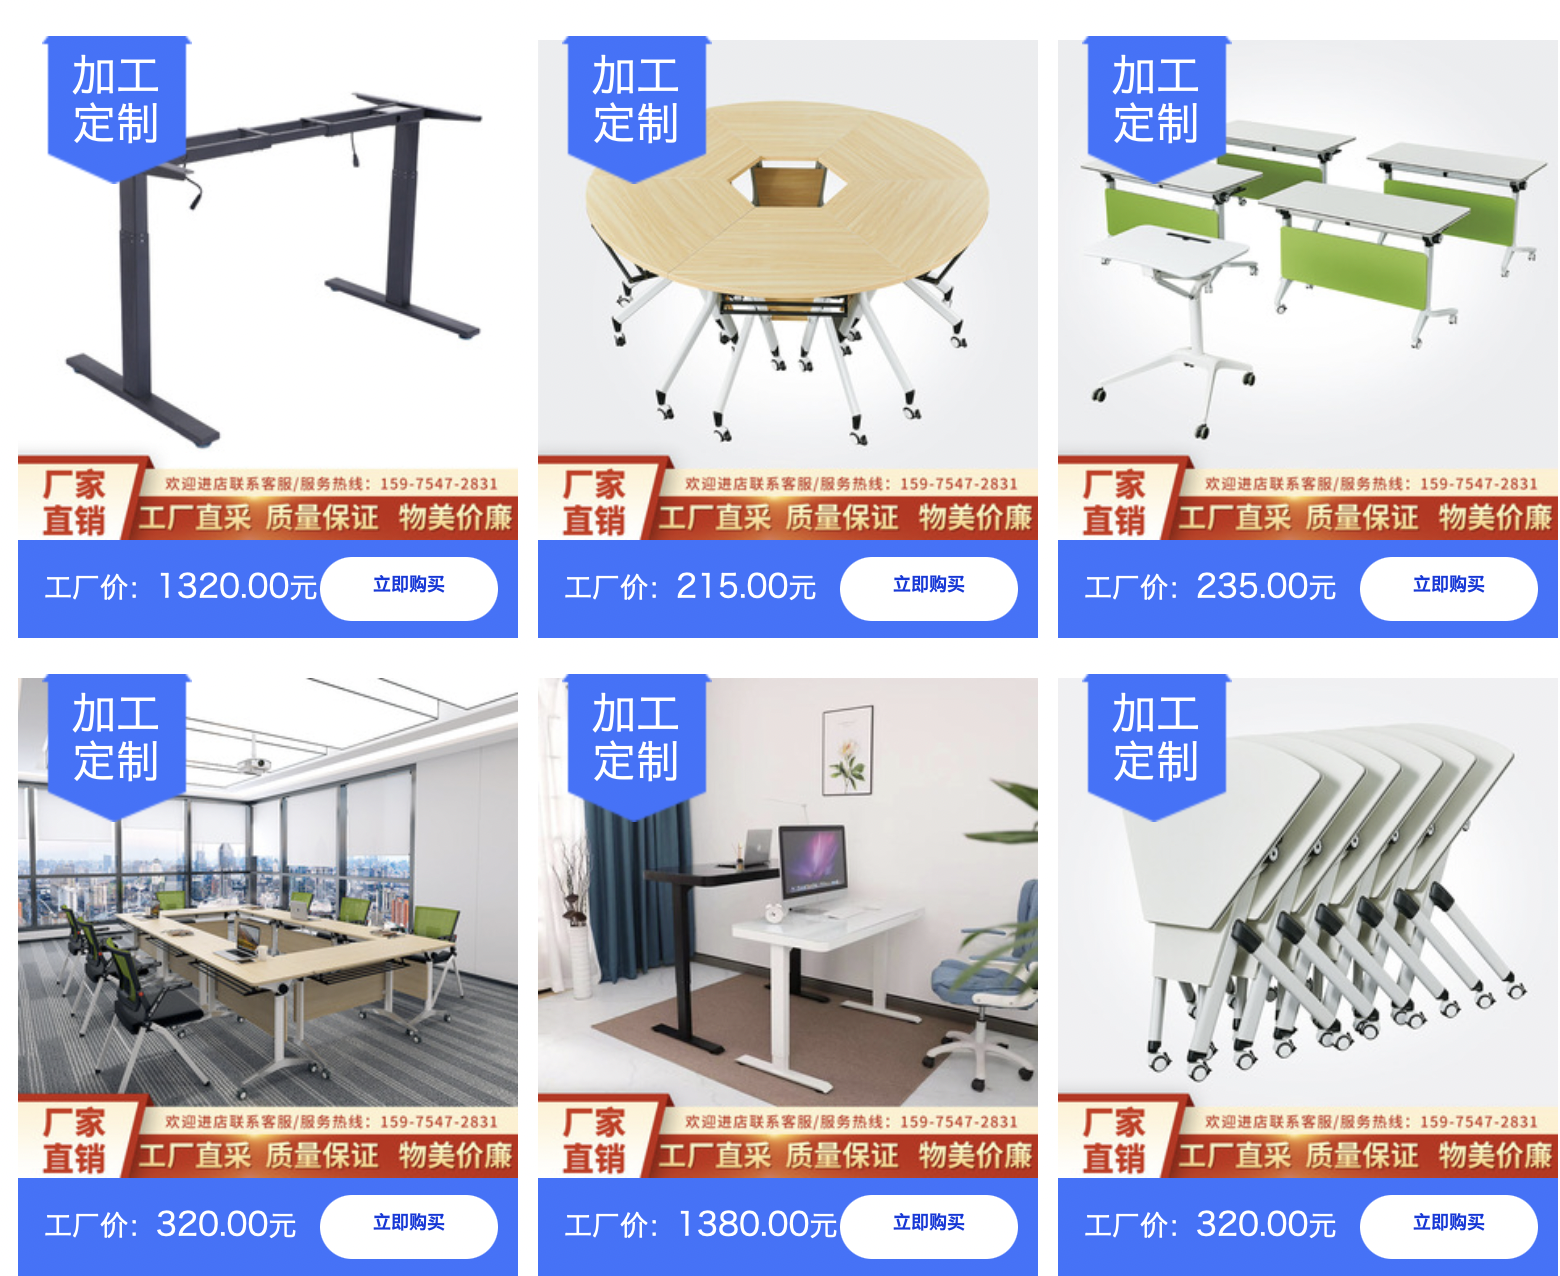 加工
定制
厂家
直销
欢迎进店联系客服/服务热线：159-7547-2831
工厂直采 质量保证 物美价廉
工厂价：1320.00元
立即购买
加工
定制
厂家
直销
欢迎进店联系客服/服务热线：159-7547-2831
工厂直采 质量保证 物美价廉
工厂价：215.00元
立即购买
加工
定制
厂家
直销
欢迎进店联系客服/服务热线：159-7547-2831
工厂直采 质量保证 物美价廉
工厂价：235.00元
立即购买
加工
定制
厂家
直销
欢迎进店联系客服/服务热线：159-7547-2831
工厂直采 质量保证 物美价廉
工厂价：320.00元
立即购买
加工
定制
厂家
直销
欢迎进店联系客服/服务热线：159-7547-2831
工厂直采 质量保证 物美价廉
工厂价：1380.00元
立即购买
加工
定制
厂家
直销
欢迎进店联系客服/服务热线：159-7547-2831
工厂直采 质量保证 物美价廉
工厂价：320.00元
立即购买